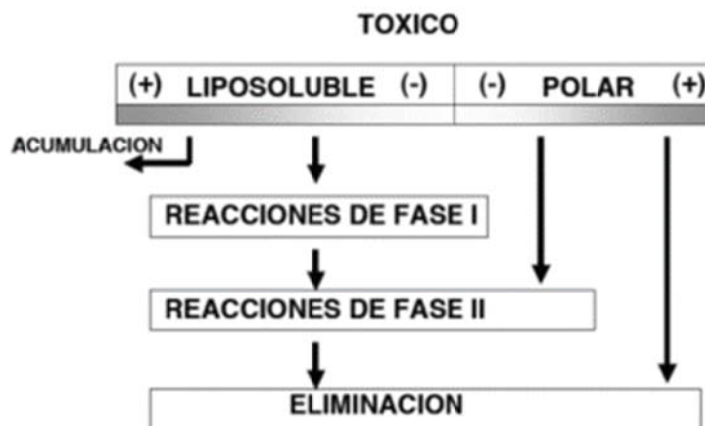 TOXICO
(+) LIPOSOLUBLE (-) (-) POLAR (+)
ACUMULACION
REACCIONES DE FASE I
REACCIONES DE FASE II
ELIMINACION